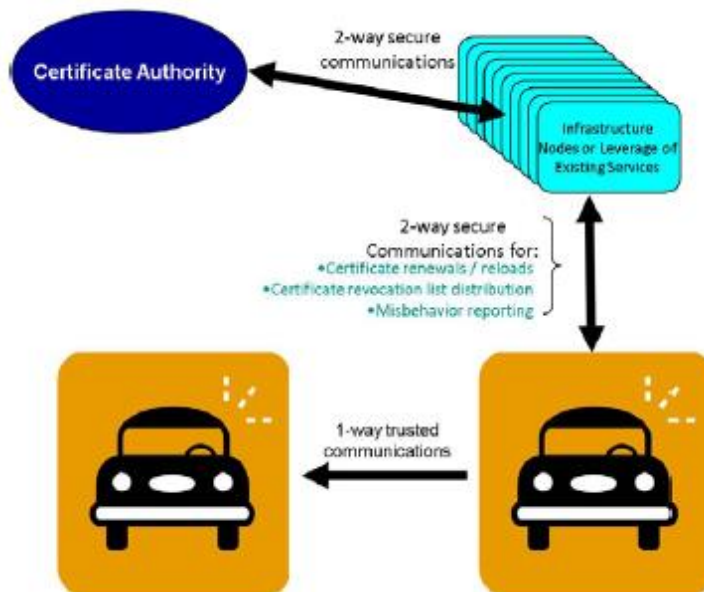 Certificate Authority
2-way secure
communications
Infrastructure
Nodes or Leverage of
Existing Services
2-way secure
Communications for:
•Certificate renewals / reloads
•Certificate revocation list distribution
•Misbehavior reporting
1-way trusted
communications